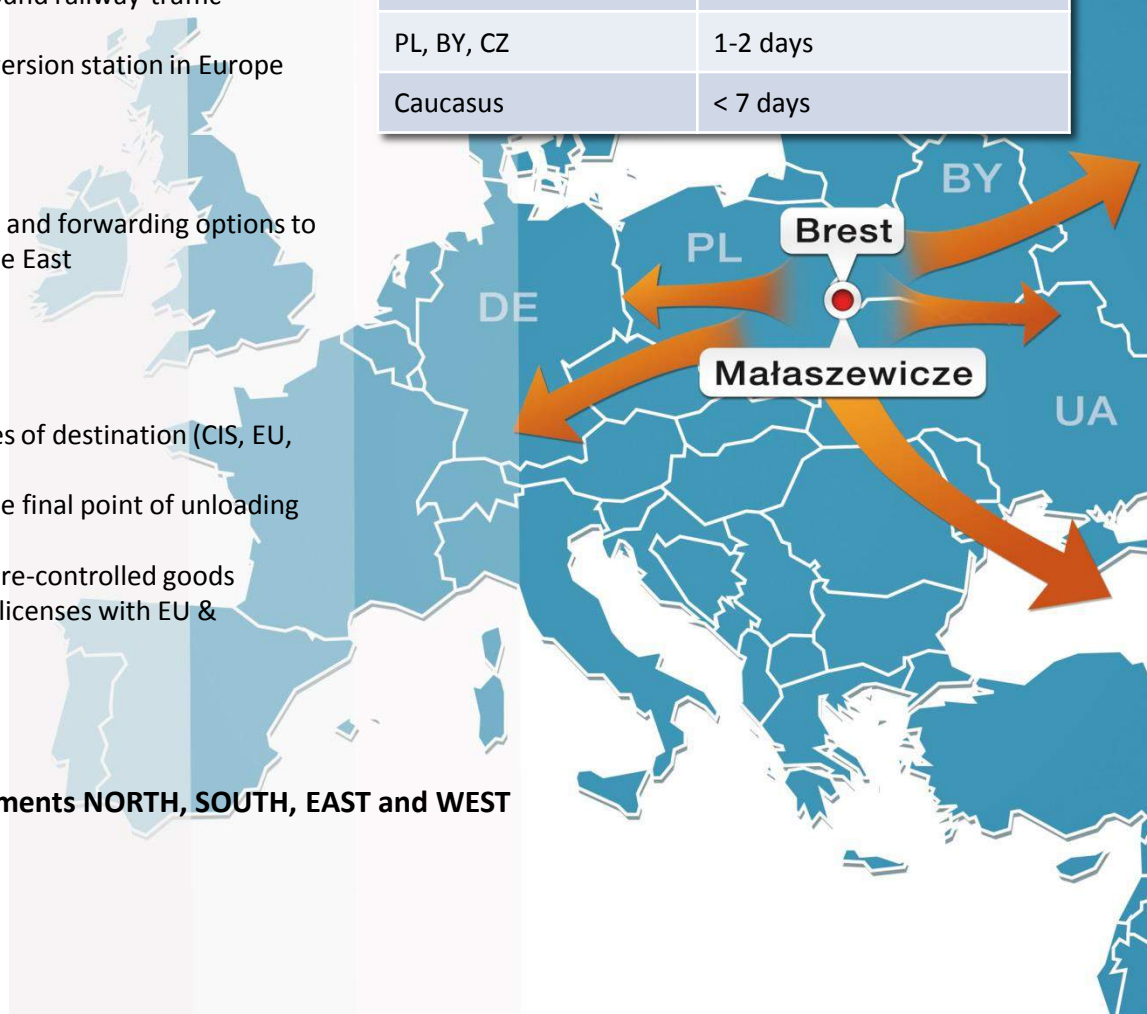 railway-traffic
PL, BY, CZ 1-2 days
version station in Europe
Caucasus < 7 days
BY
and forwarding options to
e East
Brest
PL
DE
Małaszewicze
es of destination (CIS, EU,
UA
e final point of unloading
re-controlled goods
licenses with EU &
ments NORTH, SOUTH, EAST and WEST